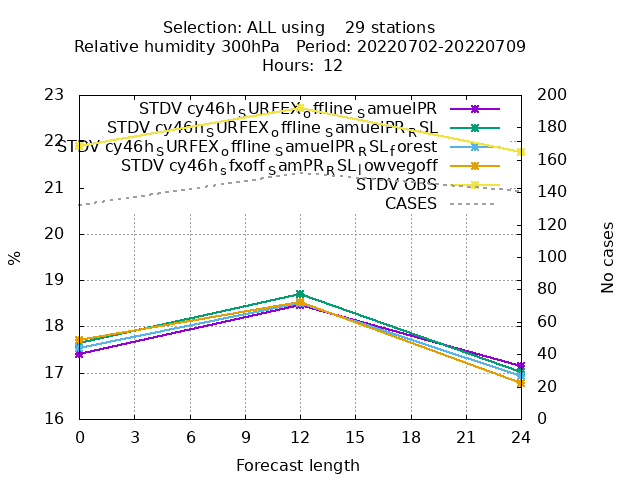 Selection: ALL using 29 stations
Relative humidity 300hPa Period: 20220702-20220709
Hours: 12
STDV cy46h_SURFEX_offline_SamuelPR
STDV cy46h_SURFEX_offline_SamuelPR_RSL
STDV cy46h_SURFEX_offline_SamuelPR_RSL_forest
STDV cy46h_sfxoff_SamPR_RSL_lowvegoff
STDV OBS
CASES
23
22
21
20
19
18
17
16
%
200
180
160
140
120
100
80
60
40
20
0
No cases
0 3 6 9 12 15 18 21 24
Forecast length